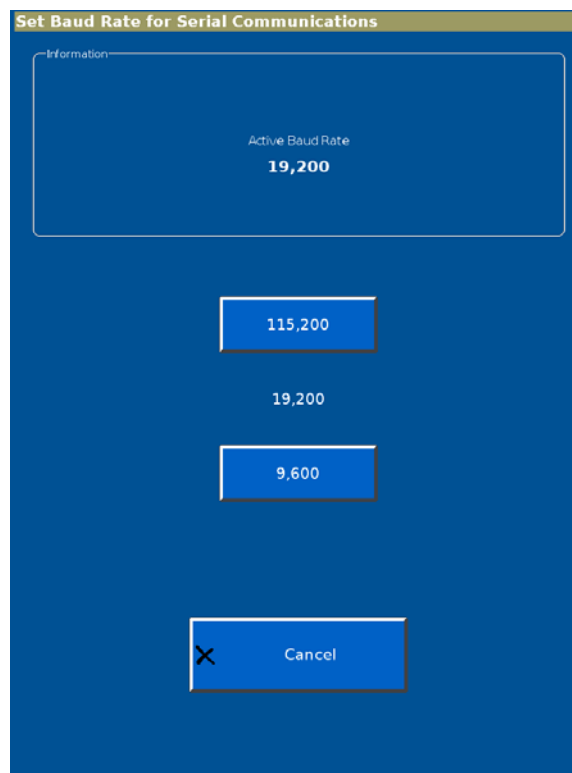 Set Baud Rate for Serial Communications
Information
Active Baud Rate
19,200
115,200
19,200
9,600
Cancel